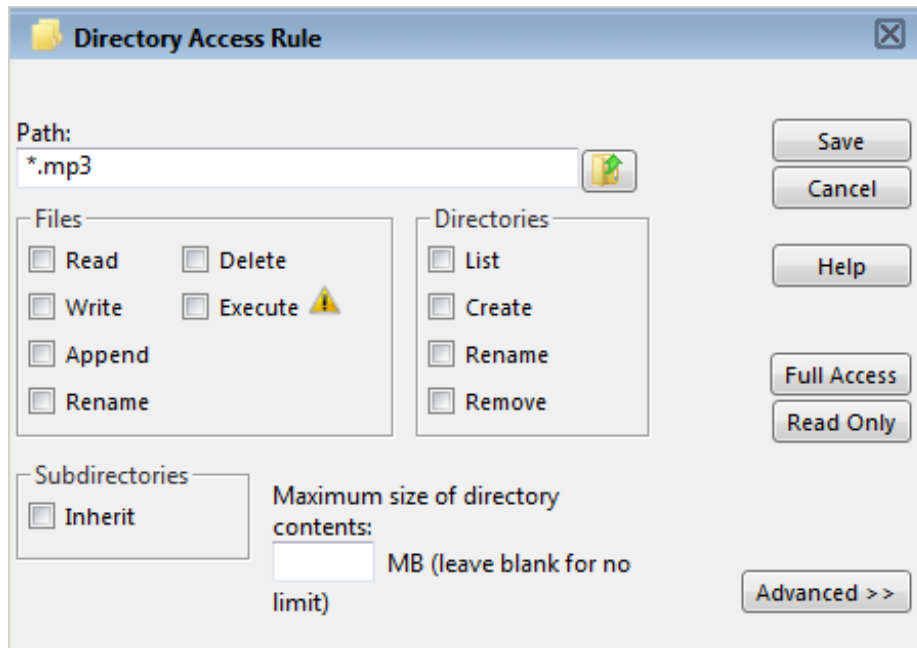 Directory Access Rule
Path:
*.mp3
Save
Cancel
Files
Directories
Read
Delete
List
Help
Write
Execute
Create
Append
Rename
Full Access
Rename
Remove
Read Only
Subdirectories
Inherit
Maximum size of directory
contents:
MB (leave blank for no
limit)
Advanced >>